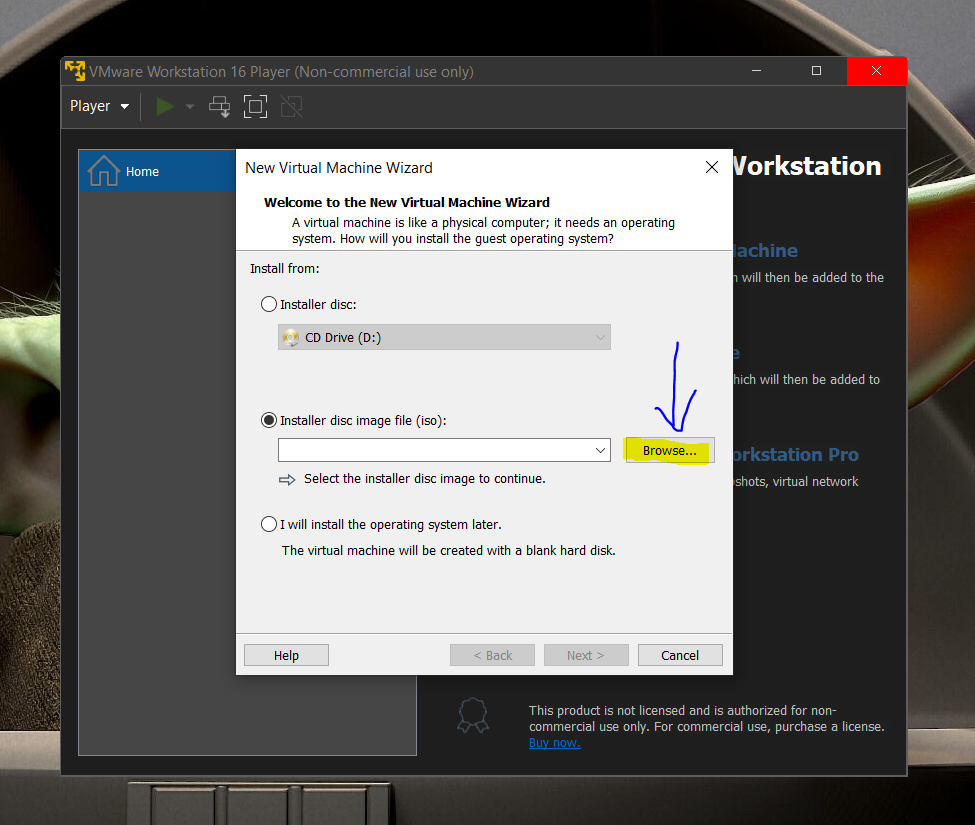 VMware Workstation 16 Player (Non-commercial use only)
Player
Home
New Virtual Machine Wizard
Welcome to the New Virtual Machine Wizard
A virtual machine is like a physical computer; it needs an operating
system. How will you install the guest operating system?
Install from:
Installer disc:
CD Drive (D:)
Installer disc image file (iso):
Browse...
Select the installer disc image to continue.
I will install the operating system later.
The virtual machine will be created with a blank hard disk.
Help
< Back
Next >
Cancel
Workstation
Machine
will then be added to the
which will then be added to
Workstation Pro
virtual network
This product is not licensed and is authorized for non-
commercial use only. For commercial use, purchase a license.
Buy now.